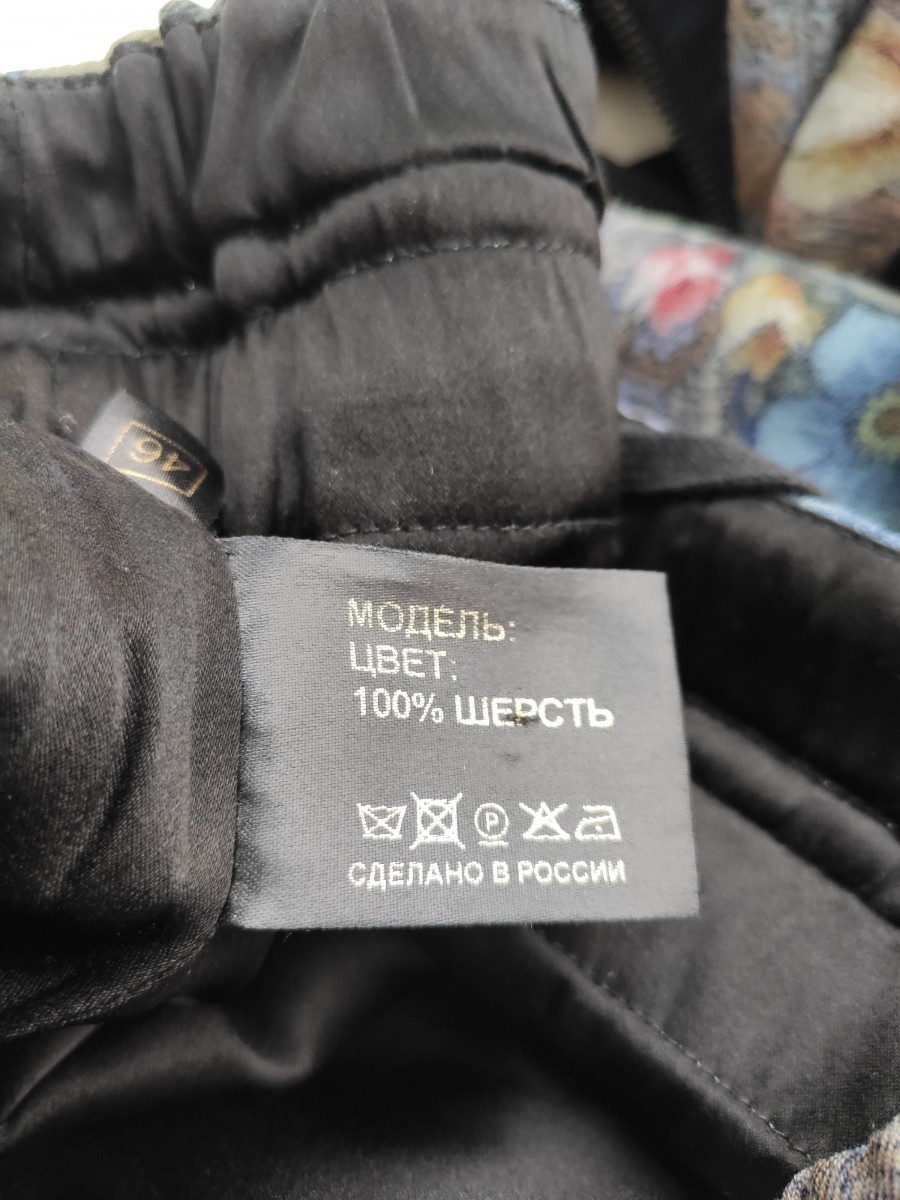 46
МОДЕЛЬ:
ЦВЕТ:
100% ШЕРСТЬ
P
СДЕЛАНО В РОССИИ